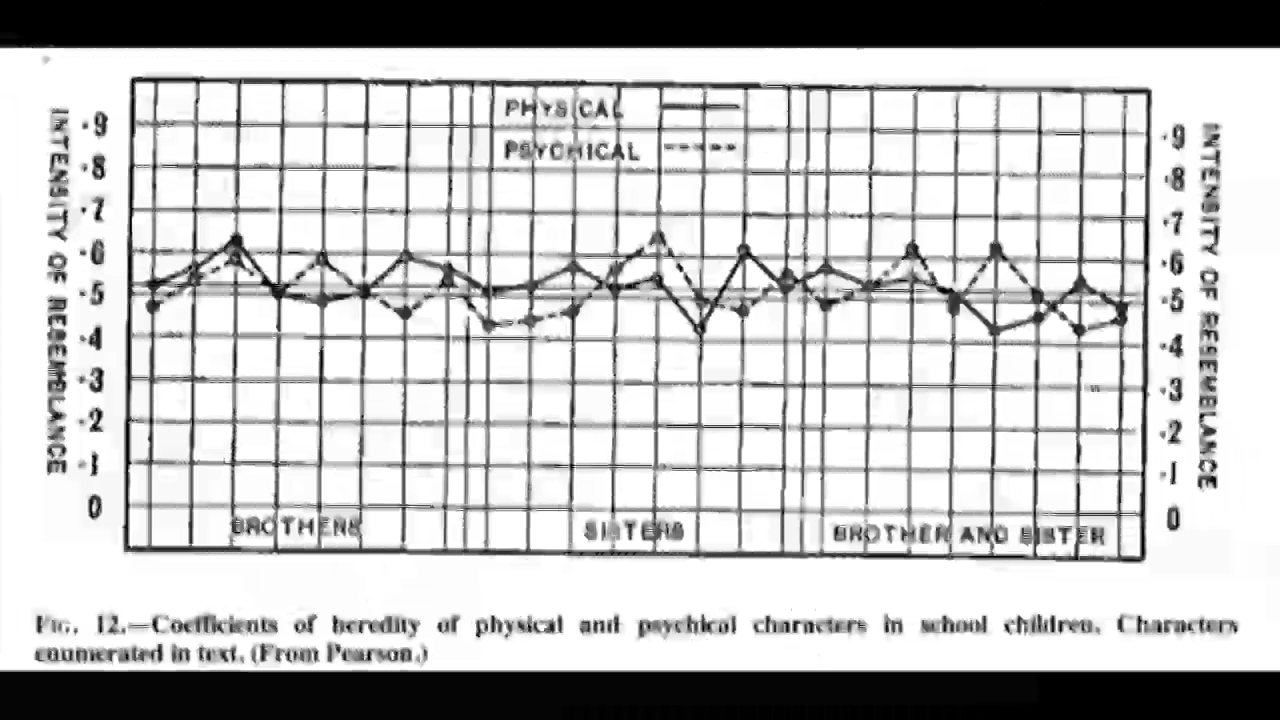 PHYSICAL
PSYCHICAL
INTENSITY OF RESEMBLANCE
.9
.8
.7
.6
.5
.4
.3
.2
.1
0
BROTHERS
SISTERS
BROTHER AND SISTER
.9
.8
.7
.6
.5
.4
.3
.2
.1
0
INTENSITY OF RESEMBLANCE
FIG. 12.—Coefficients of heredity of physical and psychical characters in school children. Characters
enumerated in text. (From Pearson.)